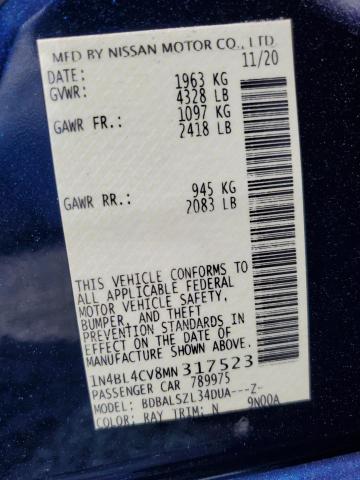 MFD BY NISSAN MOTOR CO., LTD
DATE: 11/20
GVWR: 1963 KG
4328 LB
GAWR FR.: 1097 KG
2418 LB
GAWR RR.: 945 KG
2083 LB
THIS VEHICLE CONFORMS TO
ALL APPLICABLE FEDERAL
MOTOR VEHICLE SAFETY,
BUMPER, AND THEFT
PREVENTION STANDARDS IN
EFFECT ON THE DATE OF
MANUFACTURE SHOWN ABOVE.
1N4BL4CV8MN317523
PASSENGER CAR 789975
MODEL: BDBALSZL34DUA---Z-
COLOR: RAY TRIM: N 9N00A